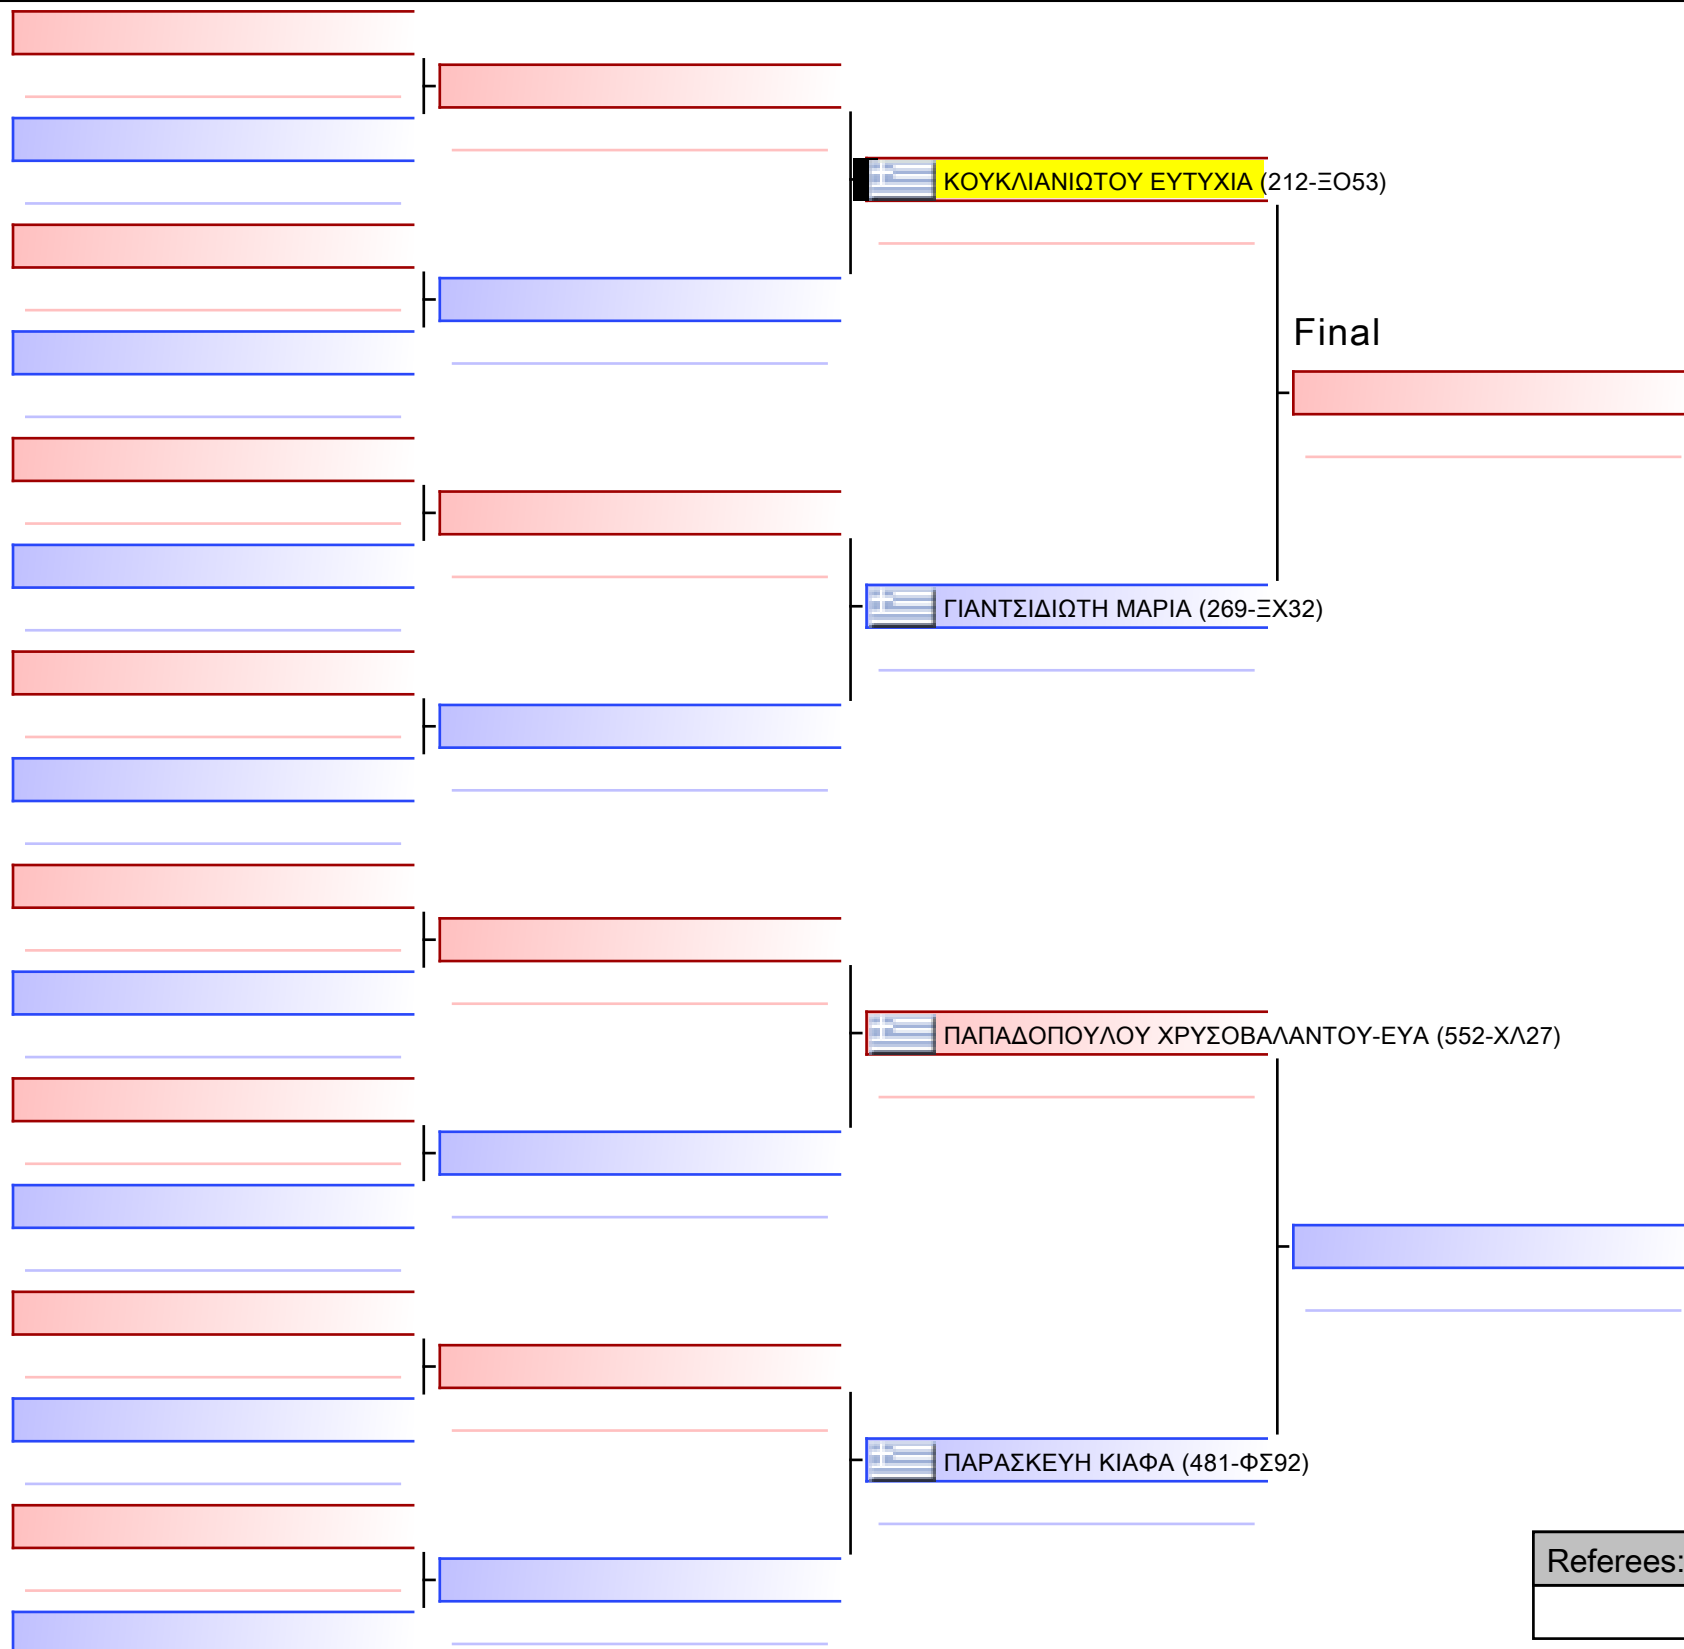 ΚΟΥΚΛΙΑΝΙΩΤΟΥ ΕΥΤΥΧΙΑ (212-ΞΟ53)
Final
ΓΙΑΝΤΣΙΔΙΩΤΗ ΜΑΡΙΑ (269-ΞΧ32)
ΠΑΠΑΔΟΠΟΥΛΟΥ ΧΡΥΣΟΒΑΛΑΝΤΟΥ-ΕΥΑ (552-ΧΛ27)
ΠΑΡΑΣΚΕΥΗ ΚΙΑΦΑ (481-ΦΣ92)
Referees: